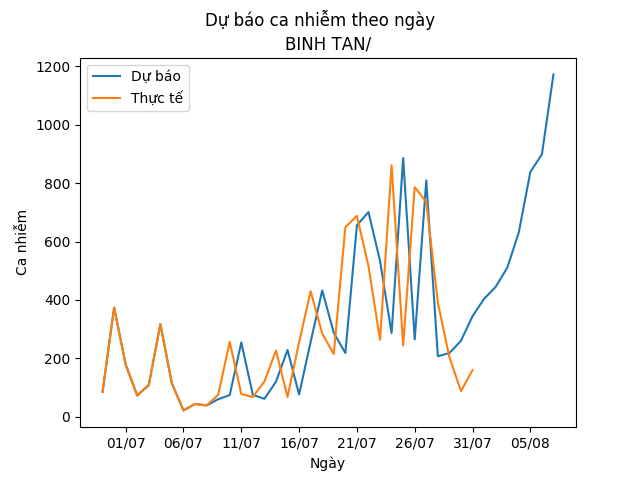 Dự báo ca nhiễm theo ngày
BINH TAN/
Dự báo
Thực tế
1200
1000
800
600
400
200
0
Ca nhiễm
01/07 06/07 11/07 16/07 21/07 26/07 31/07 05/08
Ngày